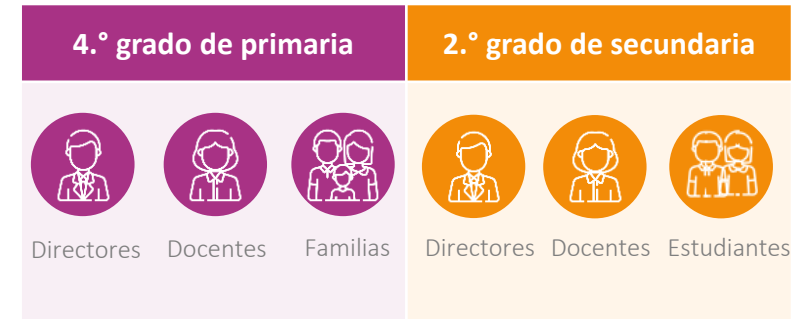 4.° grado de primaria
2.° grado de secundaria
Directores Docentes Familias
Directores Docentes Estudiantes